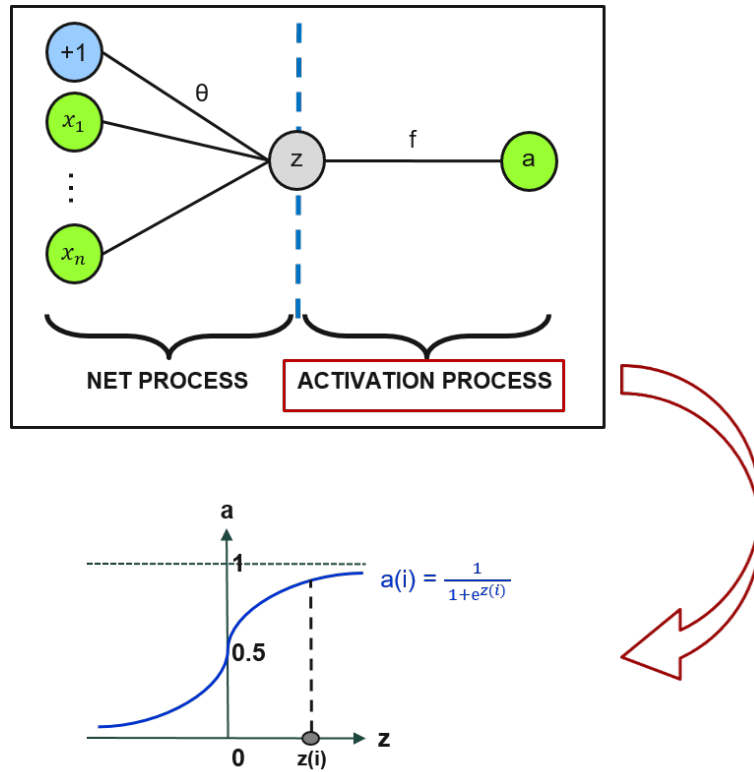 +1
θ
x₁
⋮
xₙ
z
f
a
NET PROCESS
ACTIVATION PROCESS
a
1
a(i) = 1/(1+e^z(i))
0.5
0
z(i)
z